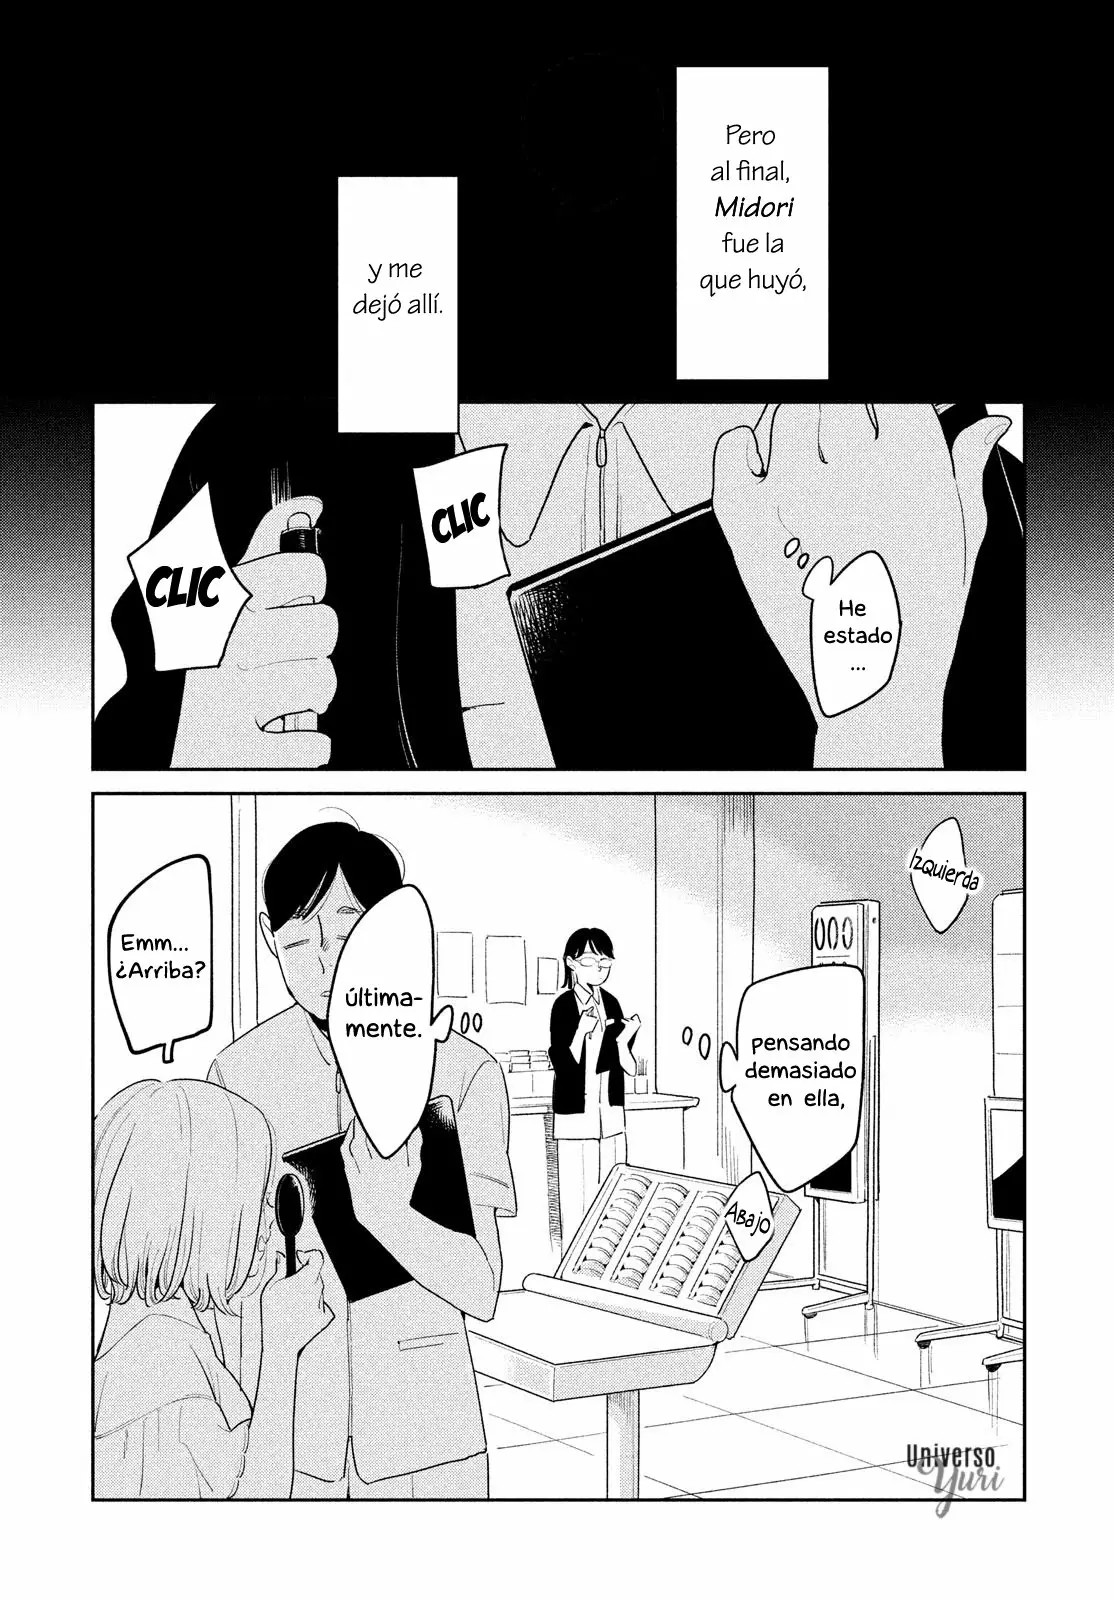 Pero
al final,
Midori
fue la
que huyó,
y me
dejó allí.
CLIC
CLIC
He
estado
...
Izquierda
pensando
demasiado
en ella,
Abajo
última-
mente.
Emm...
¿Arriba?
Universo
Yuri